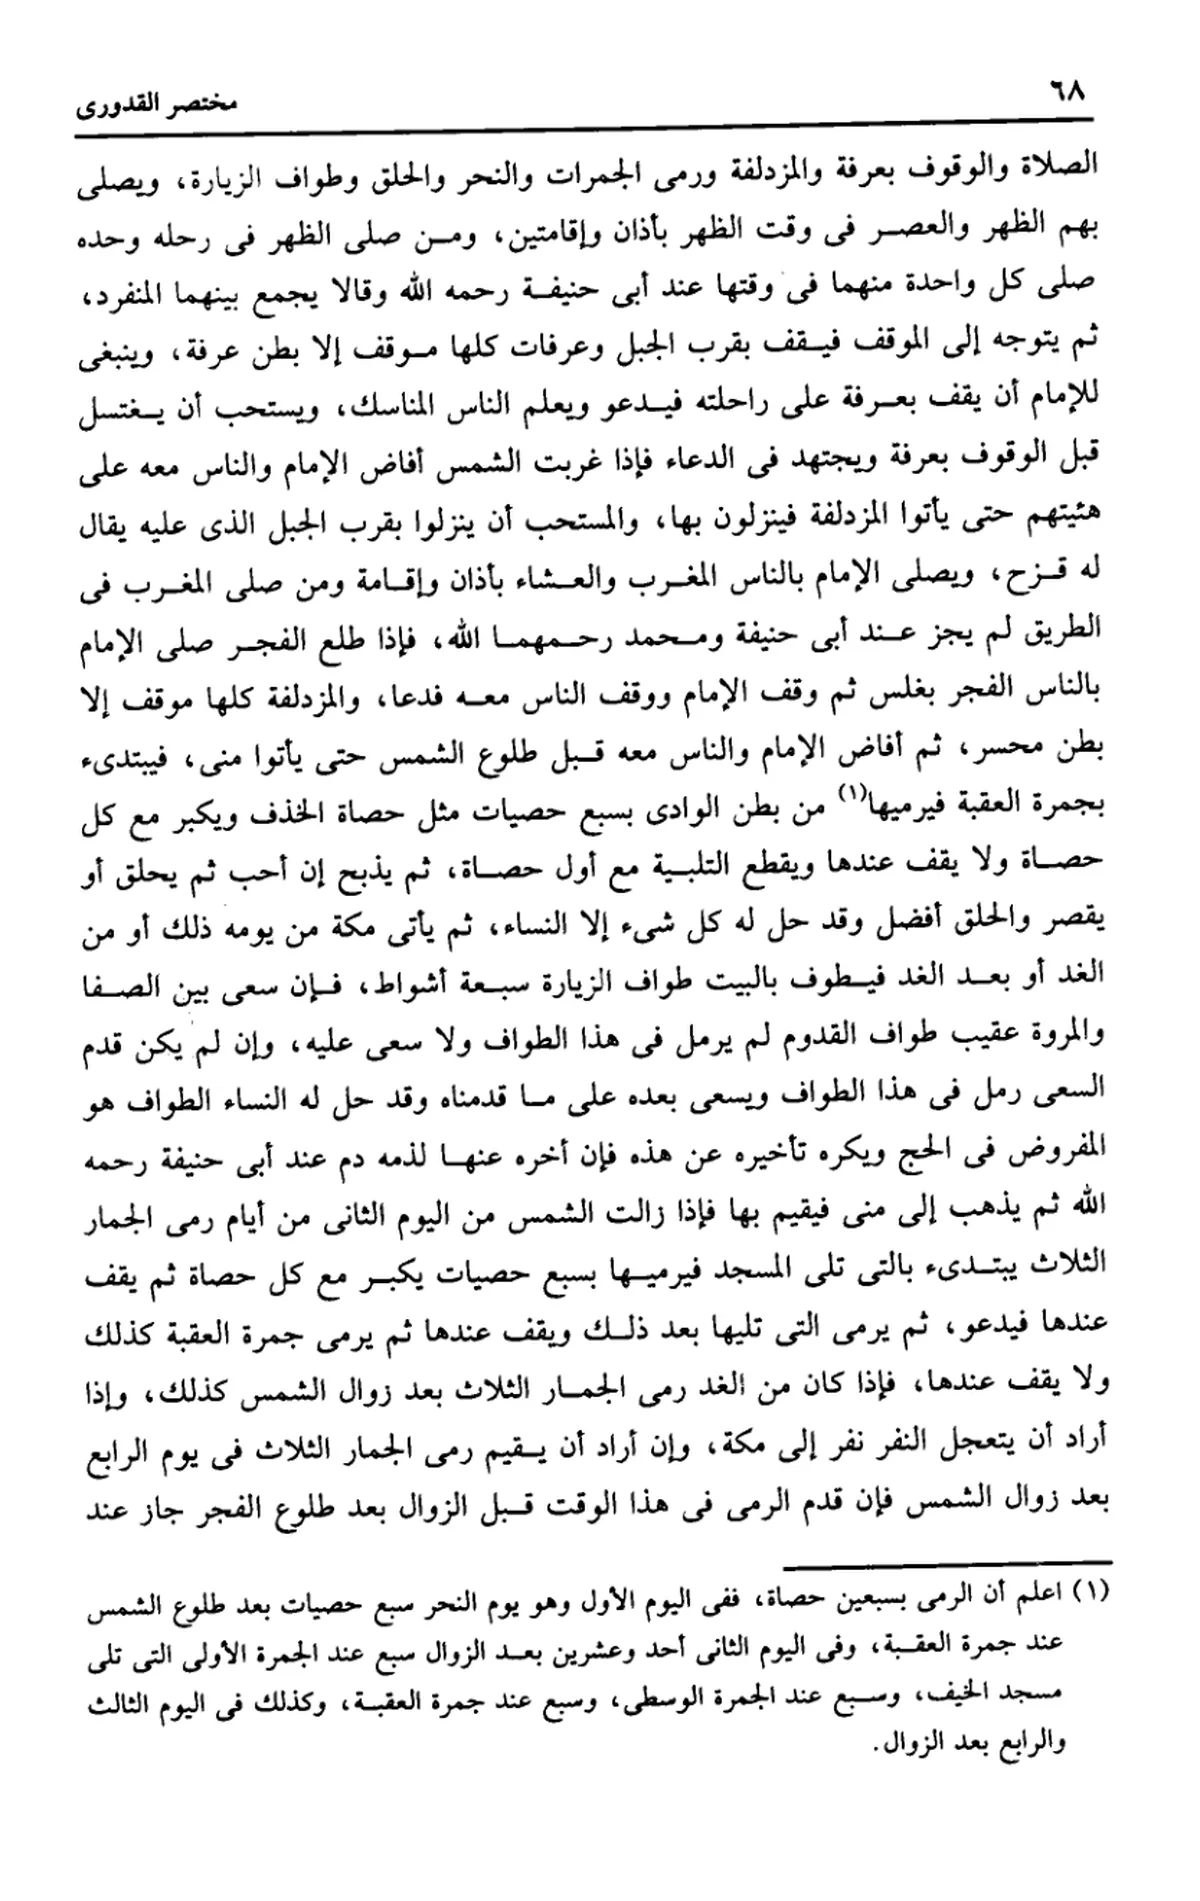 ٦٨
مختصر القدورى
الصلاة والوقوف بعرفة والمزدلفة ورمى الجمرات والنحر والحلق وطواف الزيارة، ويصلى
بهم الظهر والعصر فى وقت الظهر بأذان وإقامتين، ومن صلى الظهر فى رحله وحده
صلى كل واحدة منهما فى وقتها عند أبى حنيفة رحمه الله وقالا يجمع بينهما المنفرد،
ثم يتوجه إلى الموقف فيقف بقرب الجبل وعرفات كلها موقف إلا بطن عرفة، وينبغى
للإمام أن يقف بعرفة على راحلته فيدعو ويعلم الناس المناسك، ويستحب أن يغتسل
قبل الوقوف بعرفة ويجتهد فى الدعاء فإذا غربت الشمس أفاض الإمام والناس معه على
هئيتهم حتى يأتوا المزدلفة فينزلون بها، والمستحب أن ينزلوا بقرب الجبل الذى عليه يقال
له قزح، ويصلى الإمام بالناس المغرب والعشاء بأذان وإقامة ومن صلى المغرب فى
الطريق لم يجز عند أبى حنيفة ومحمد رحمهما الله، فإذا طلع الفجر صلى الإمام
بالناس الفجر بغلس ثم وقف الإمام ووقف الناس معه فدعا، والمزدلفة كلها موقف إلا
بطن محسر، ثم أفاض الإمام والناس معه قبل طلوع الشمس حتى يأتوا منى، فيبتدىء
بجمرة العقبة فيرميها(١) من بطن الوادى بسبع حصيات مثل حصاة الخذف ويكبر مع كل
حصاة ولا يقف عندها ويقطع التلبية مع أول حصاة، ثم يذبح إن أحب ثم يحلق أو
يقصر والحلق أفضل وقد حل له كل شىء إلا النساء، ثم يأتى مكة من يومه ذلك أو من
الغد أو بعد الغد فيطوف بالبيت طواف الزيارة سبعة أشواط، فإن سعى بين الصفا
والمروة عقيب طواف القدوم لم يرمل فى هذا الطواف ولا سعى عليه، وإن لم يكن قدم
السعى رمل فى هذا الطواف ويسعى بعده على ما قدمناه وقد حل له النساء الطواف هو
المفروض فى الحج ويكره تأخيره عن هذه فإن أخره عنها لذمه دم عند أبى حنيفة رحمه
الله ثم يذهب إلى منى فيقيم بها فإذا زالت الشمس من اليوم الثانى من أيام رمى الجمار
الثلاث يبتدىء بالتى تلى المسجد فيرميها بسبع حصيات يكبر مع كل حصاة ثم يقف
عندها فيدعو، ثم يرمى التى تليها بعد ذلك ويقف عندها ثم يرمى جمرة العقبة كذلك
ولا يقف عندها، فإذا كان من الغد رمى الجمار الثلاث بعد زوال الشمس كذلك، وإذا
أراد أن يتعجل النفر نفر إلى مكة، وإن أراد أن يقيم رمى الجمار الثلاث فى يوم الرابع
بعد زوال الشمس فإن قدم الرمى فى هذا الوقت قبل الزوال بعد طلوع الفجر جاز عند
(١) اعلم أن الرمى بسبعين حصاة، ففى اليوم الأول وهو يوم النحر سبع حصيات بعد طلوع الشمس
عند جمرة العقبة، وفى اليوم الثانى أحد وعشرين بعد الزوال سبع عند الجمرة الأولى التى تلى
مسجد الخيف، وسبع عند الجمرة الوسطى، وسبع عند جمرة العقبة، وكذلك فى اليوم الثالث
والرابع بعد الزوال.